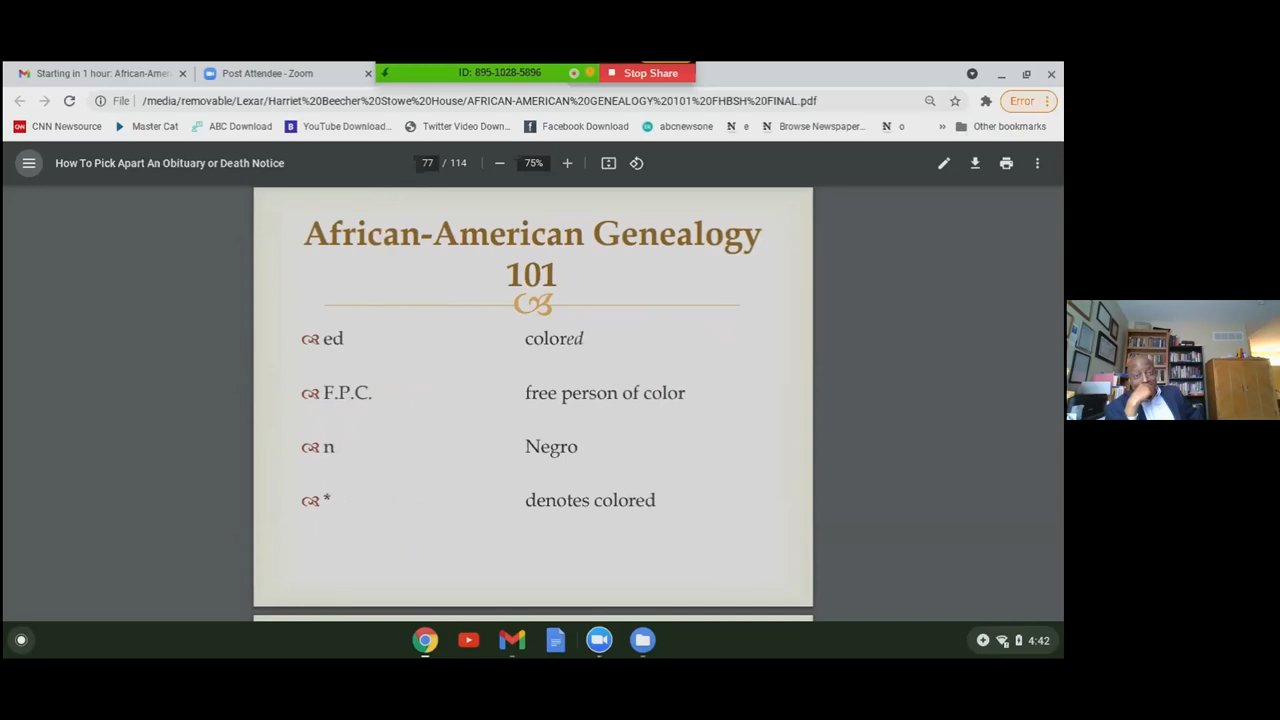 Starting in 1 hour: African-Amer
Post Attendee - Zoom
ID: 895-1028-5896
Stop Share
File
/media/removable/Lexar/Harriet%20Beecher%20Stowe%20House/AFRICAN-AMERICAN%20GENEALOGY%20101%20FHBSH%20FINAL.pdf
Error
CNN Newsource
Master Cat
ABC Download
YouTube Download...
Twitter Video Down...
Facebook Download
abcnewsone
N e
N Browse Newspaper...
N o
»
Other bookmarks
How To Pick Apart An Obituary or Death Notice
77 / 114
75%
African-American Genealogy
101
ed colored
F.P.C. free person of color
n Negro
* denotes colored
4:42